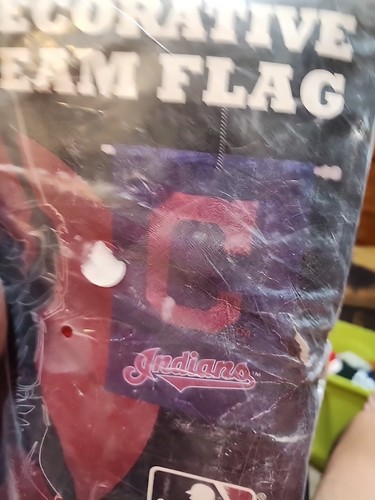 ECORATIVE
EAM FLAG
C
Indians